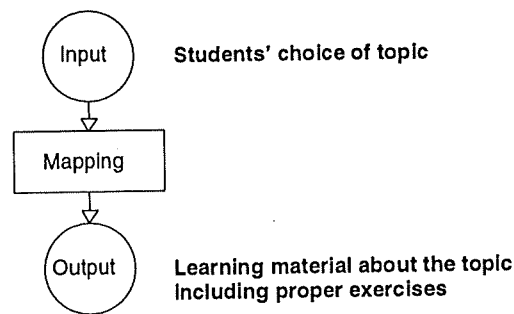 Input
Students' choice of topic
Mapping
Output
Learning material about the topic
including proper exercises